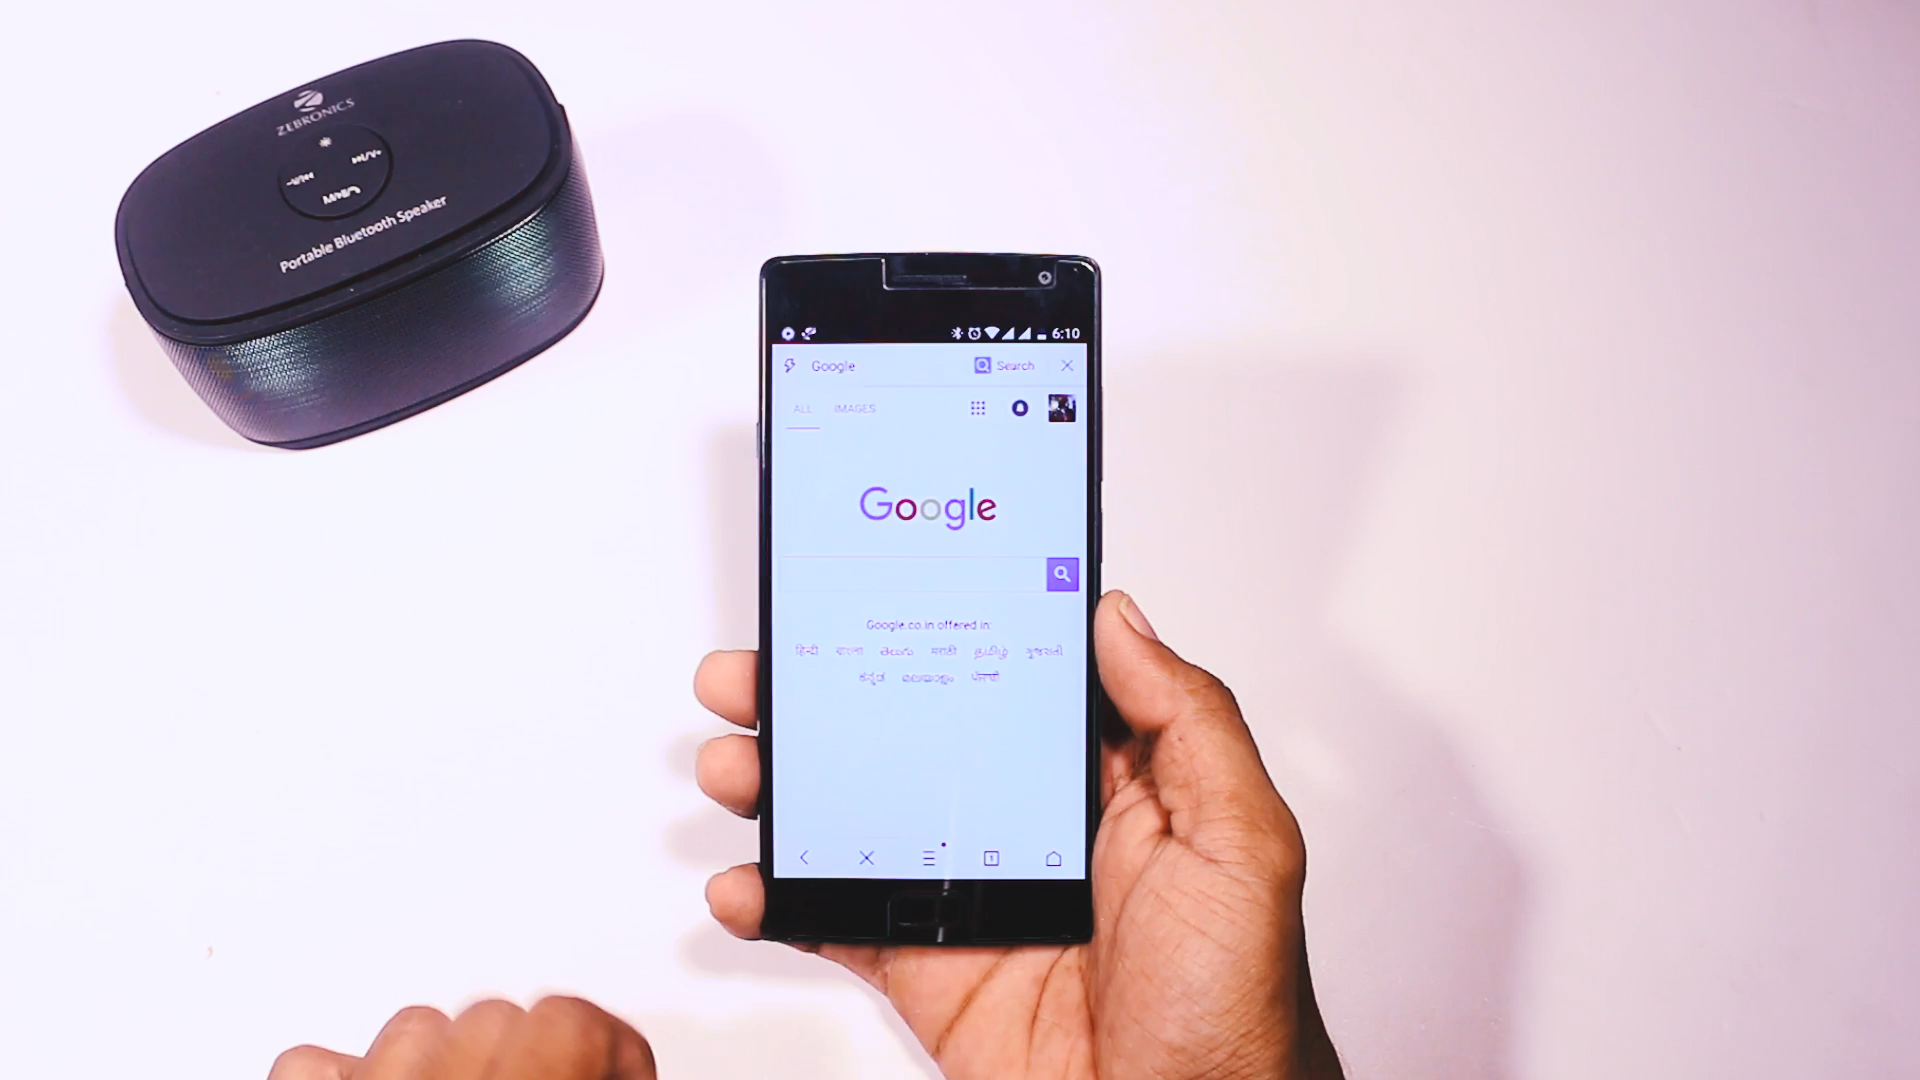 ZEBRONICS
Portable Bluetooth Speaker
6:10
Google
Search
ALL IMAGES
Google
Google.co.in offered in:
हिन्दी বাংলা తెలుగు मराठी தமிழ் ગુજરાતી
ಕನ್ನಡ മലയാളം ਪੰਜਾਬੀ
1